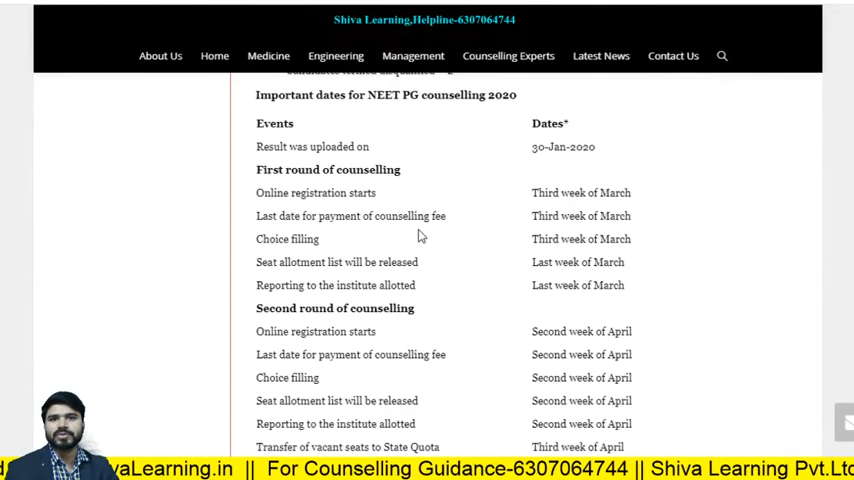 Shiva Learning,Helpline-6307064744
About Us Home Medicine Engineering Management Counselling Experts Latest News Contact Us
Candidates termed disqualified – 2
Important dates for NEET PG counselling 2020
Events Dates*
Result was uploaded on 30-Jan-2020
First round of counselling
Online registration starts Third week of March
Last date for payment of counselling fee Third week of March
Choice filling Third week of March
Seat allotment list will be released Last week of March
Reporting to the institute allotted Last week of March
Second round of counselling
Online registration starts Second week of April
Last date for payment of counselling fee Second week of April
Choice filling Second week of April
Seat allotment list will be released Second week of April
Reporting to the institute allotted Second week of April
Transfer of vacant seats to State Quota Third week of April
vaLearning.in || For Counselling Guidance-6307064744 || Shiva Learning Pvt.Ltd